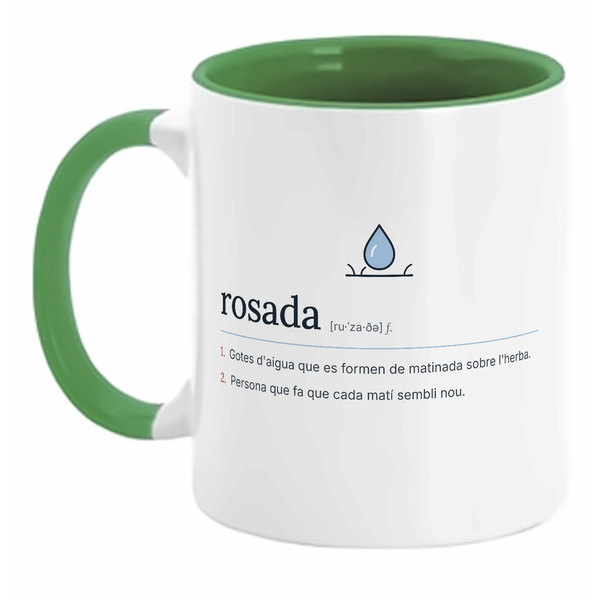 rosada [ru·'za·ðə] f.
1. Gotes d'aigua que es formen de matinada sobre l'herba.
2. Persona que fa que cada matí sembli nou.